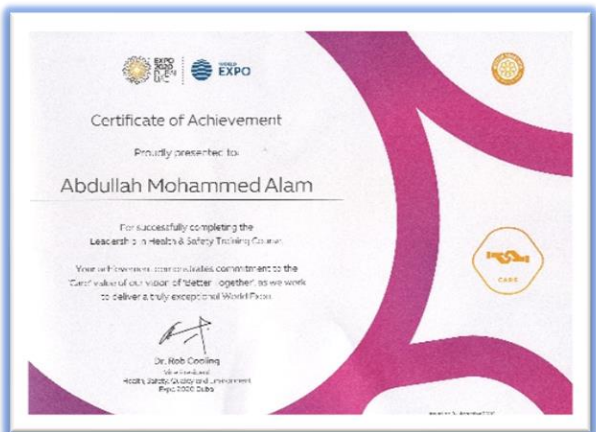 EXPO
2020
WORLD
EXPO
Certificate of Achievement
Proudly presented to:
Abdullah Mohammed Alam
For successfully completing the
Leadership in Health & Safety Training Course.
Your achievement demonstrates commitment to the
'Care' value of our vision of 'Better Together', as we work
to deliver a truly exceptional World Expo.
CARE
Dr. Rob Cooling
Vice President
Health, Safety, Quality and Environment
Expo 2020 Dubai